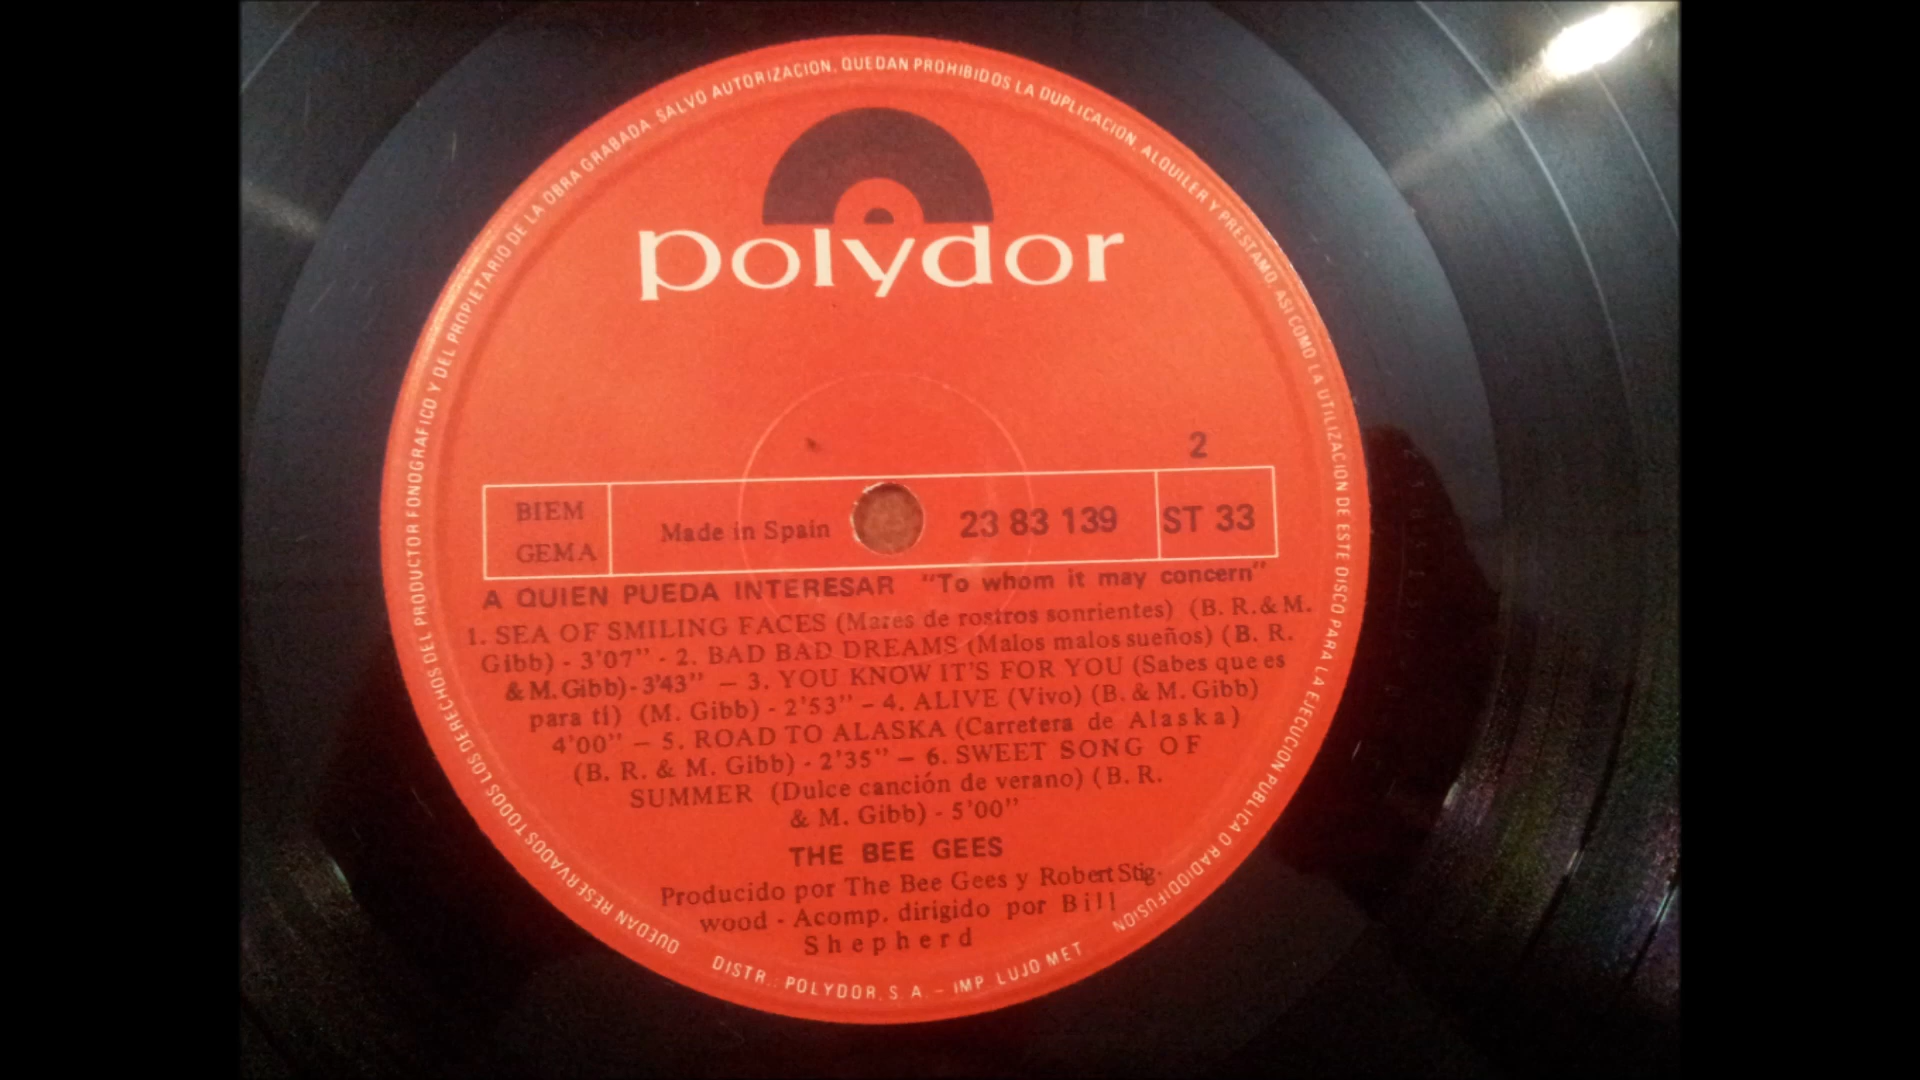 QUEDAN RESERVADOS TODOS LOS DERECHOS DEL PRODUCTOR FONOGRAFICO Y DEL PROPIETARIO DE LA OBRA GRABADA. SALVO AUTORIZACION, QUEDAN PROHIBIDOS LA DUPLICACION, ALQUILER Y PRESTAMO, ASI COMO LA UTILIZACION DE ESTE DISCO PARA LA EJECUCION PUBLICA O RADIODIFUSION
polydor
2
BIEM
GEMA
Made in Spain
23 83 139
ST 33
A QUIEN PUEDA INTERESAR "To whom it may concern"
1. SEA OF SMILING FACES (Mares de rostros sonrientes) (B. R. & M.
Gibb) - 3'07" - 2. BAD BAD DREAMS (Malos malos sueños) (B. R.
& M. Gibb) - 3'43" — 3. YOU KNOW IT'S FOR YOU (Sabes que es
para ti) (M. Gibb) - 2'53" - 4. ALIVE (Vivo) (B. & M. Gibb)
4'00" — 5. ROAD TO ALASKA (Carretera de Alaska)
(B. R. & M. Gibb) - 2'35" — 6. SWEET SONG OF
SUMMER (Dulce canción de verano) (B. R.
& M. Gibb) - 5'00"
THE BEE GEES
Producido por The Bee Gees y Robert Stig-
wood - Acomp. dirigido por Bill
Shepherd
DISTR.: POLYDOR, S. A. - IMP. LUJO MET